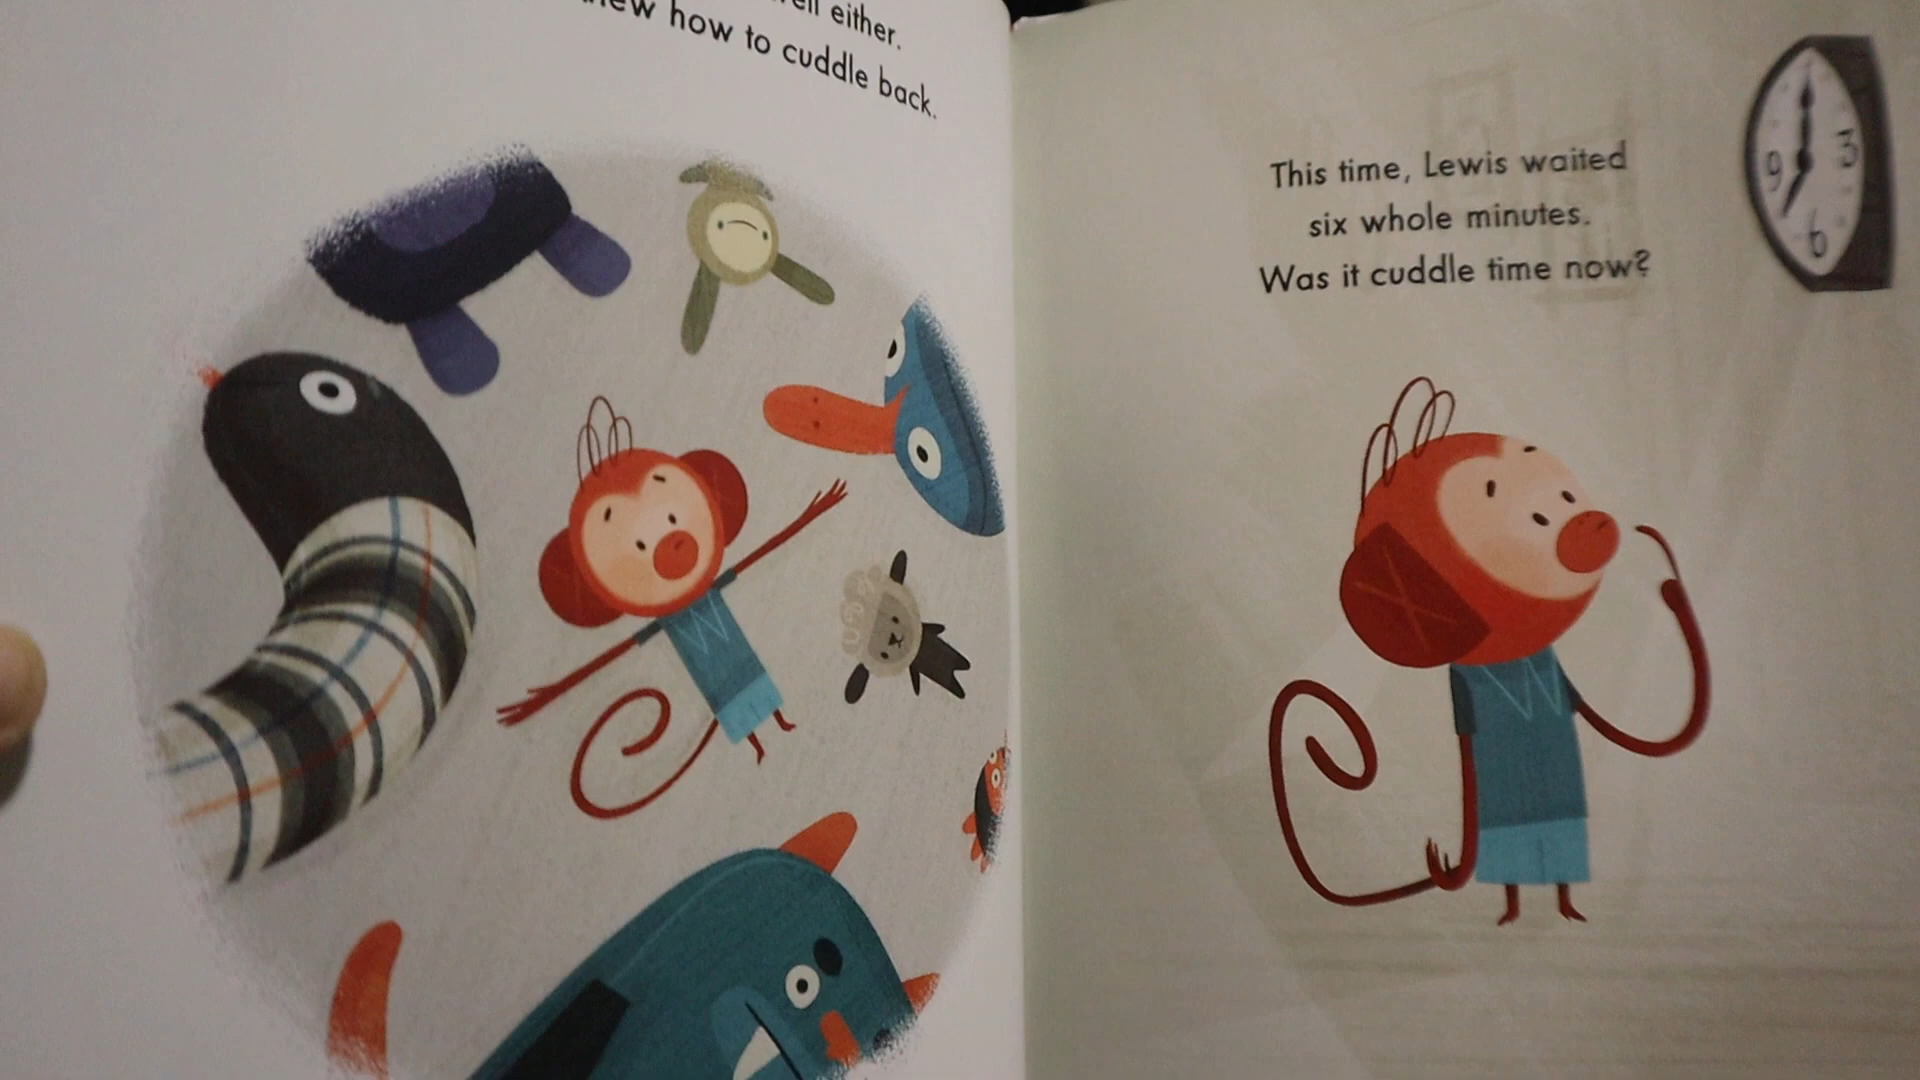 either.
how to cuddle back.
This time, Lewis waited
six whole minutes.
Was it cuddle time now?
9 3
6